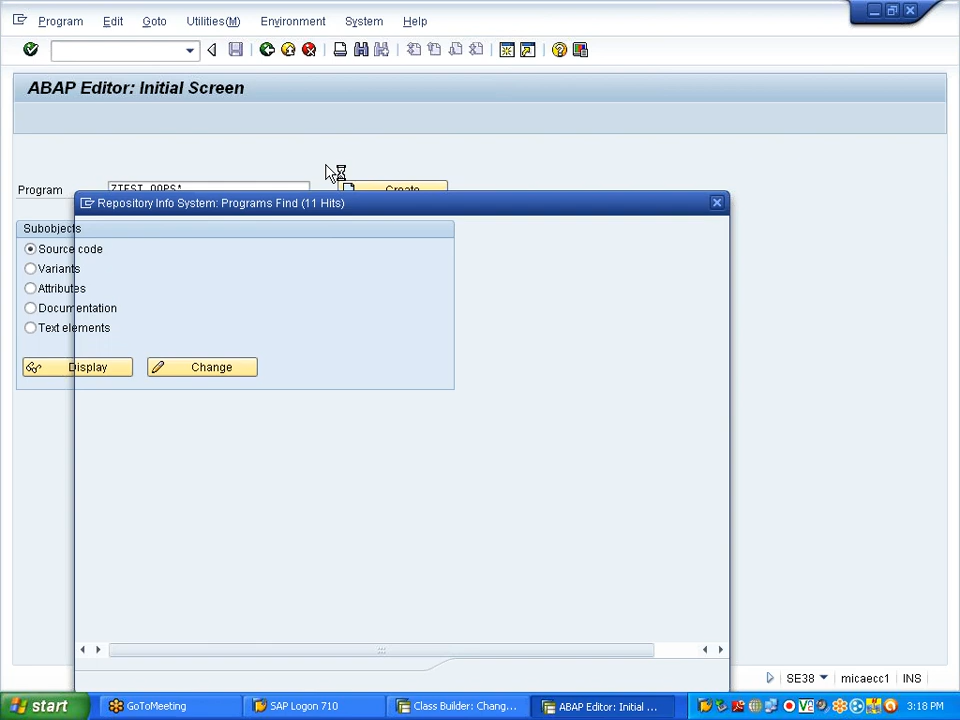 Program Edit Goto Utilities(M) Environment System Help
ABAP Editor: Initial Screen
Program ZTEST_OOPS* Create
Repository Info System: Programs Find (11 Hits)
Subobjects
Source code
Variants
Attributes
Documentation
Text elements
Display Change
SE38 micaecc1 INS
start GoToMeeting SAP Logon 710 Class Builder: Chang... ABAP Editor: Initial ... 3:18 PM